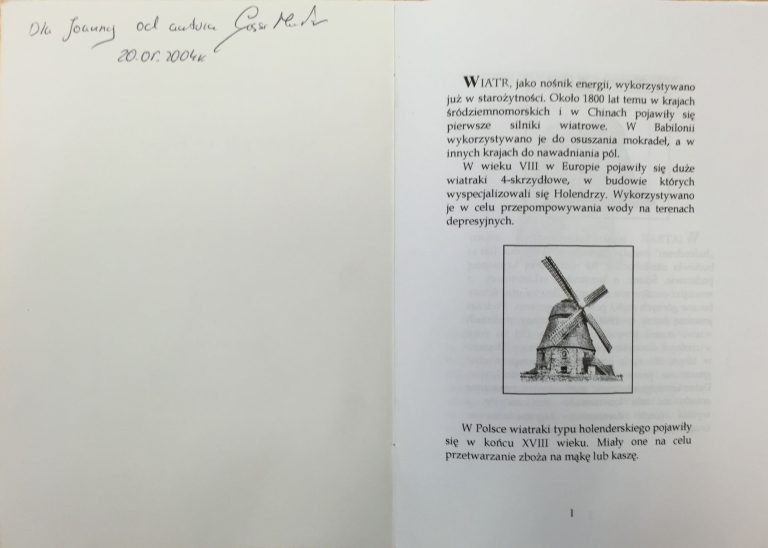 Dla Joanny od autora
20.05.2004r
WIATR, jako nośnik energii, wykorzystywano
już w starożytności. Około 1800 lat temu w krajach
śródziemnomorskich i w Chinach pojawiły się
pierwsze silniki wiatrowe. W Babilonii
wykorzystywano je do osuszania mokradeł, a w
innych krajach do nawadniania pól.
W wieku VIII w Europie pojawiły się duże
wiatraki 4-skrzydłowe, w budowie których
wyspecjalizowali się Holendrzy. Wykorzystywano
je w celu przepompowywania wody na terenach
depresyjnych.
W Polsce wiatraki typu holenderskiego pojawiły
się w końcu XVIII wieku. Miały one na celu
przetwarzanie zboża na mąkę lub kaszę.
1